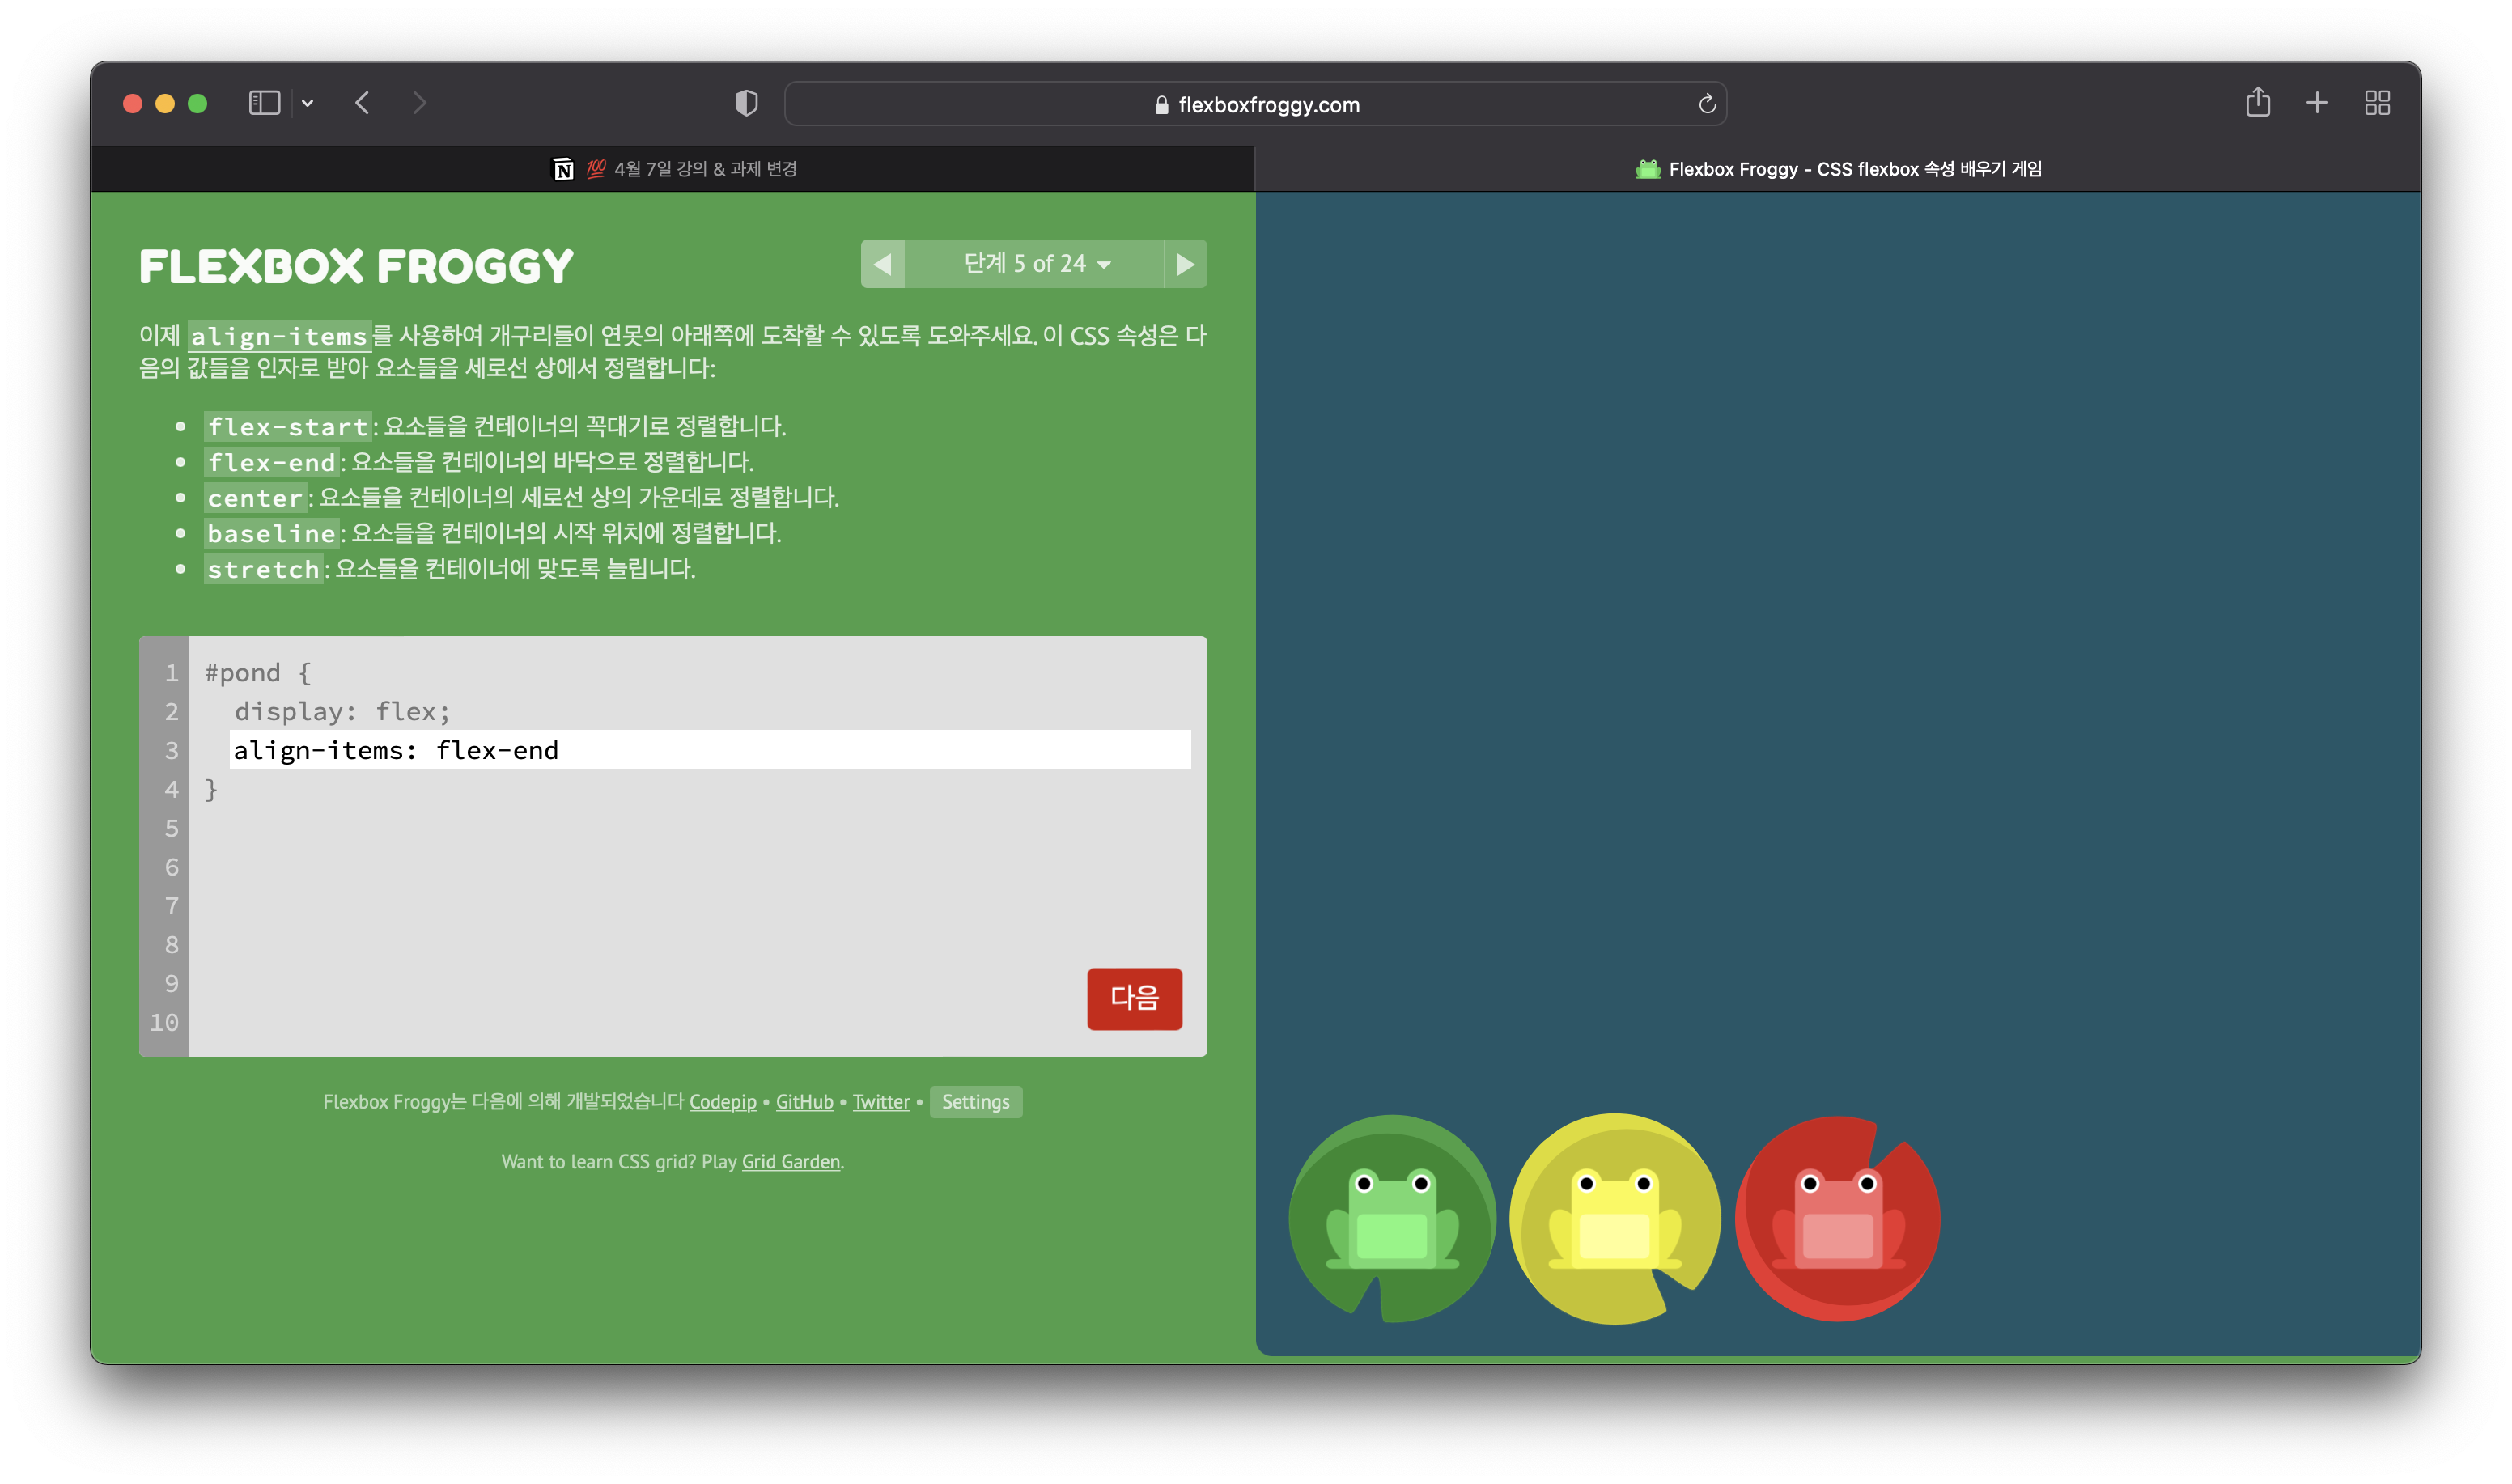 flexboxfroggy.com
💯 4월 7일 강의 & 과제 변경
Flexbox Froggy - CSS flexbox 속성 배우기 게임
FLEXBOX FROGGY
단계 5 of 24
이제 align-items를 사용하여 개구리들이 연못의 아래쪽에 도착할 수 있도록 도와주세요. 이 CSS 속성은 다
음의 값들을 인자로 받아 요소들을 세로선 상에서 정렬합니다:
flex-start: 요소들을 컨테이너의 꼭대기로 정렬합니다.
flex-end: 요소들을 컨테이너의 바닥으로 정렬합니다.
center: 요소들을 컨테이너의 세로선 상의 가운데로 정렬합니다.
baseline: 요소들을 컨테이너의 시작 위치에 정렬합니다.
stretch: 요소들을 컨테이너에 맞도록 늘립니다.
1 #pond {
2 display: flex;
3 align-items: flex-end
4 }
5
6
7
8
9
10
다음
Flexbox Froggy는 다음에 의해 개발되었습니다 Codepip • GitHub • Twitter • Settings
Want to learn CSS grid? Play Grid Garden.